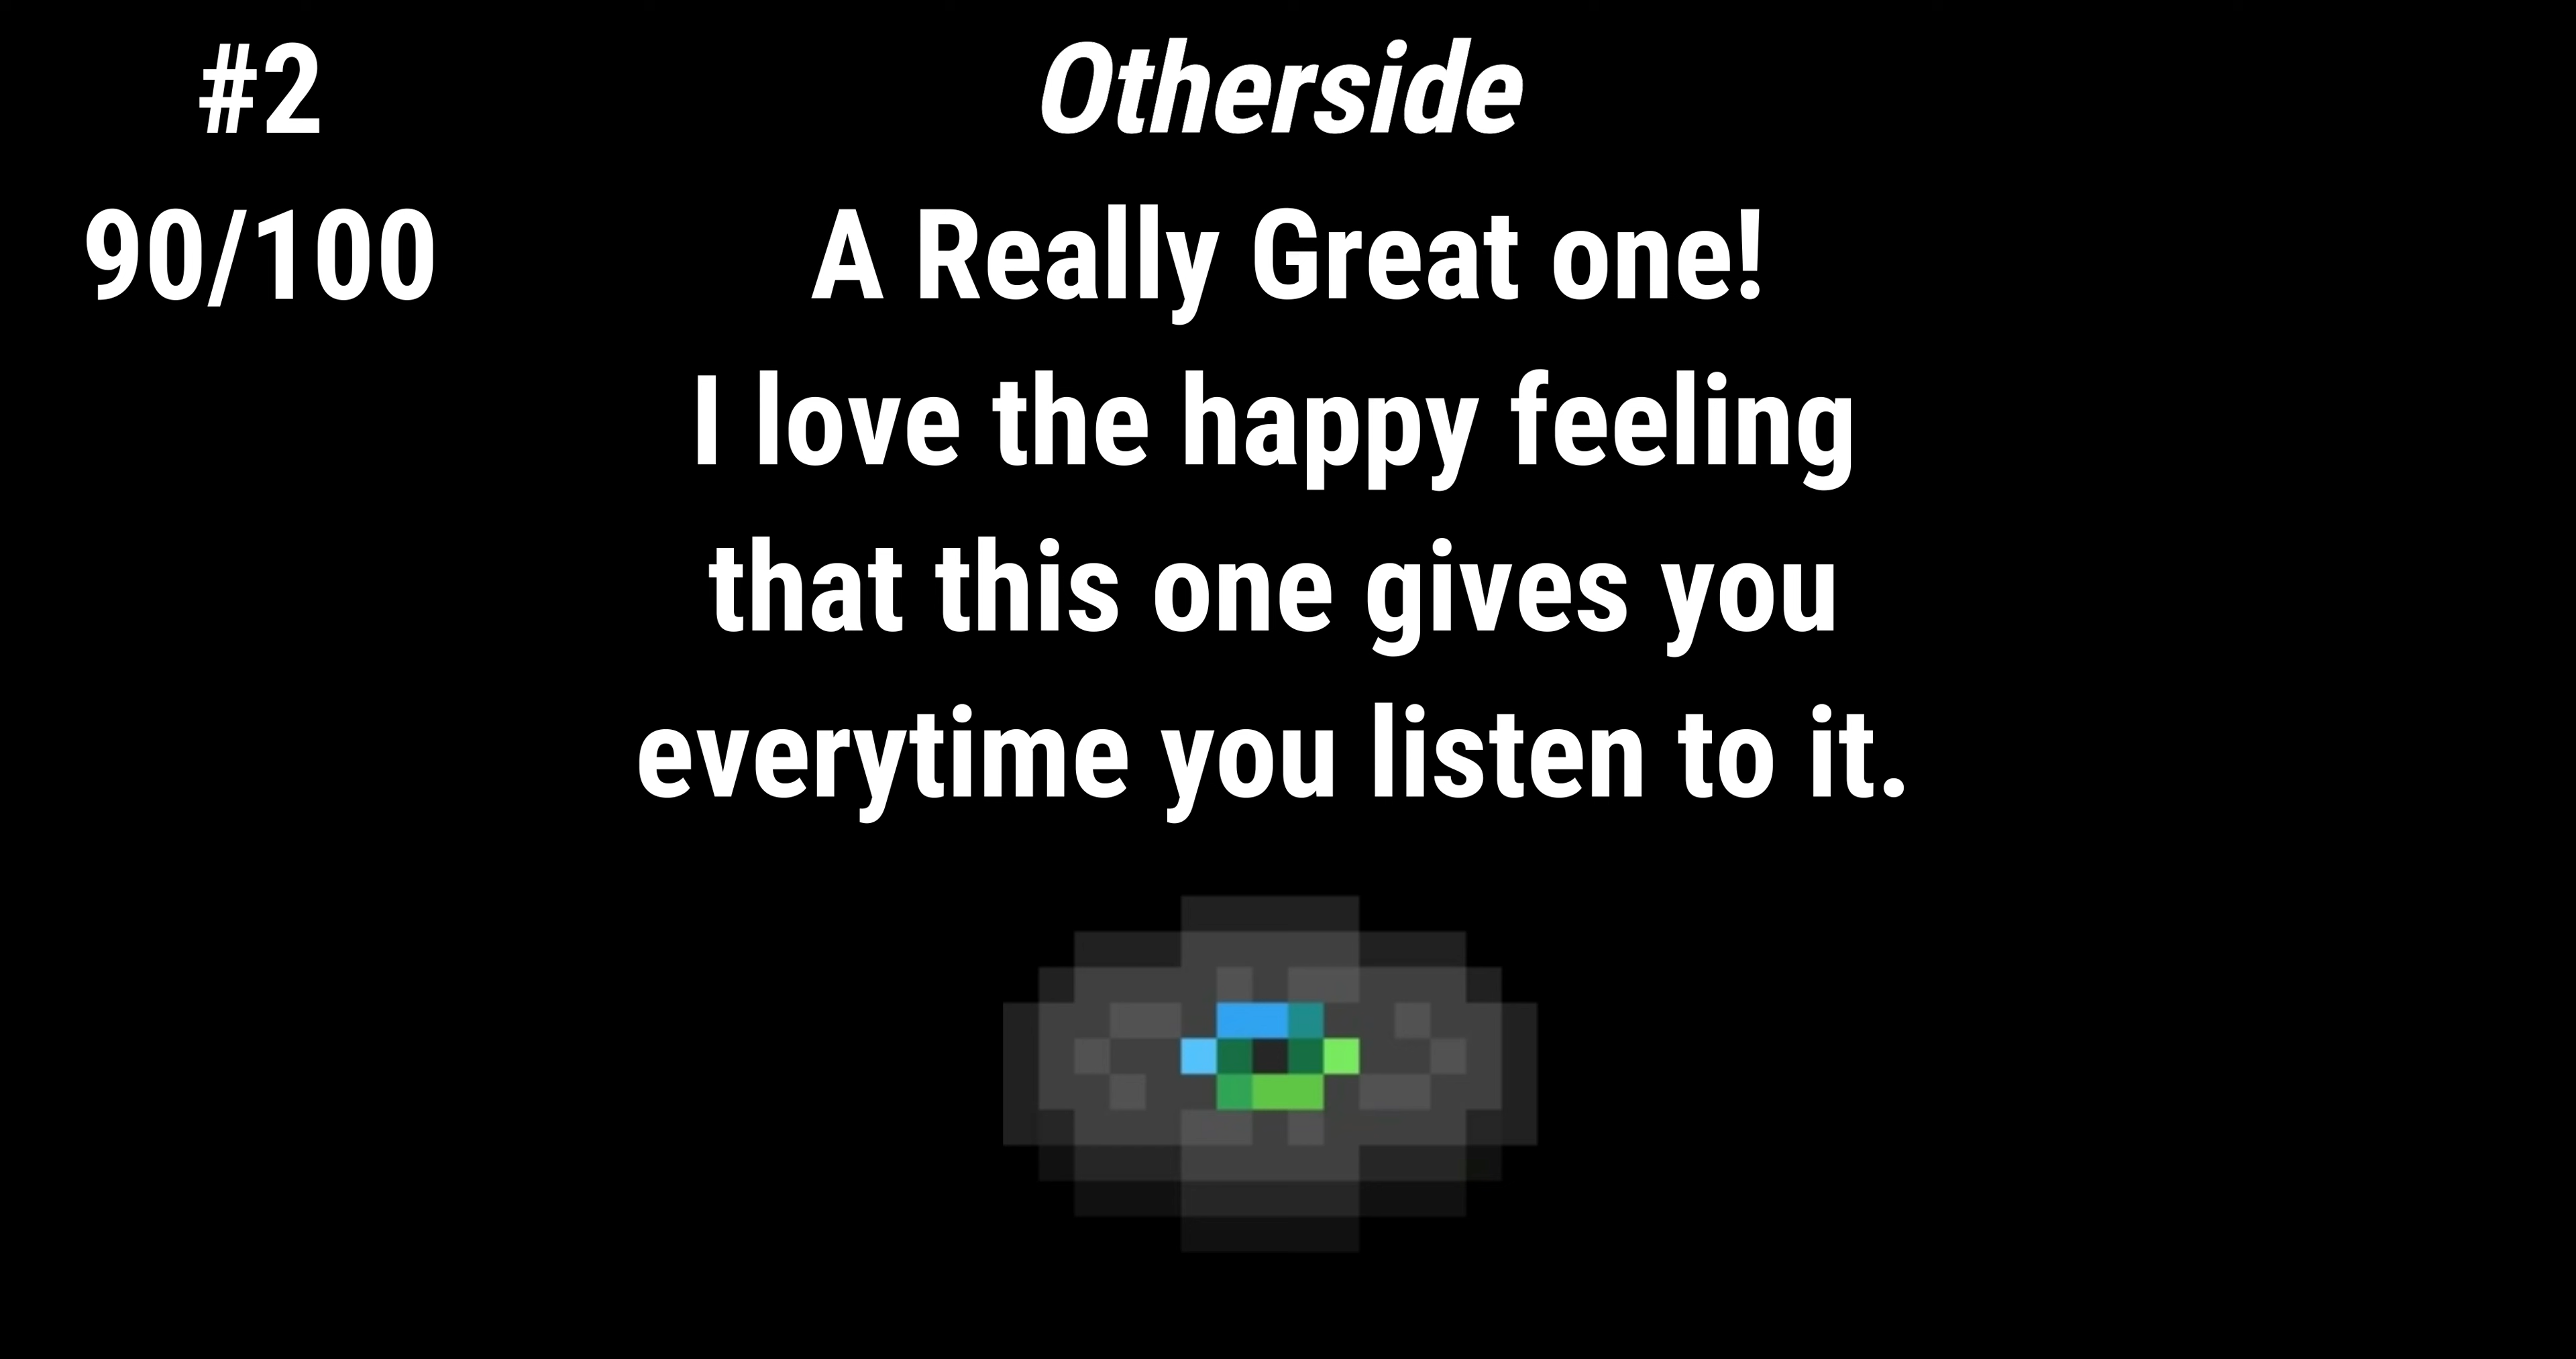 #2
90/100
Otherside
A Really Great one!
I love the happy feeling
that this one gives you
everytime you listen to it.